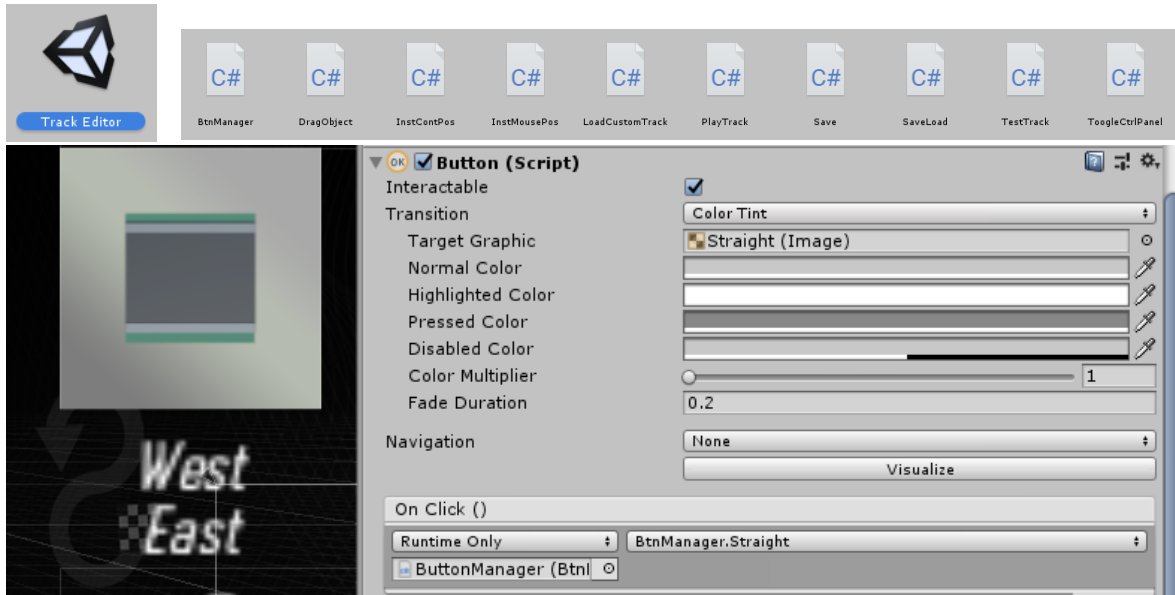 Track Editor
C# C# C# C# C# C# C# C# C# C#
BtnManager DragObject InstContPos InstMousePos LoadCustomTrack PlayTrack Save SaveLoad TestTrack ToogleCtrlPanel
OK Button (Script)
Interactable
Transition Color Tint
Target Graphic Straight (Image)
Normal Color
Highlighted Color
Pressed Color
Disabled Color
Color Multiplier 1
Fade Duration 0.2
Navigation None
Visualize
On Click ()
Runtime Only BtnManager.Straight
ButtonManager (Btn
West
East